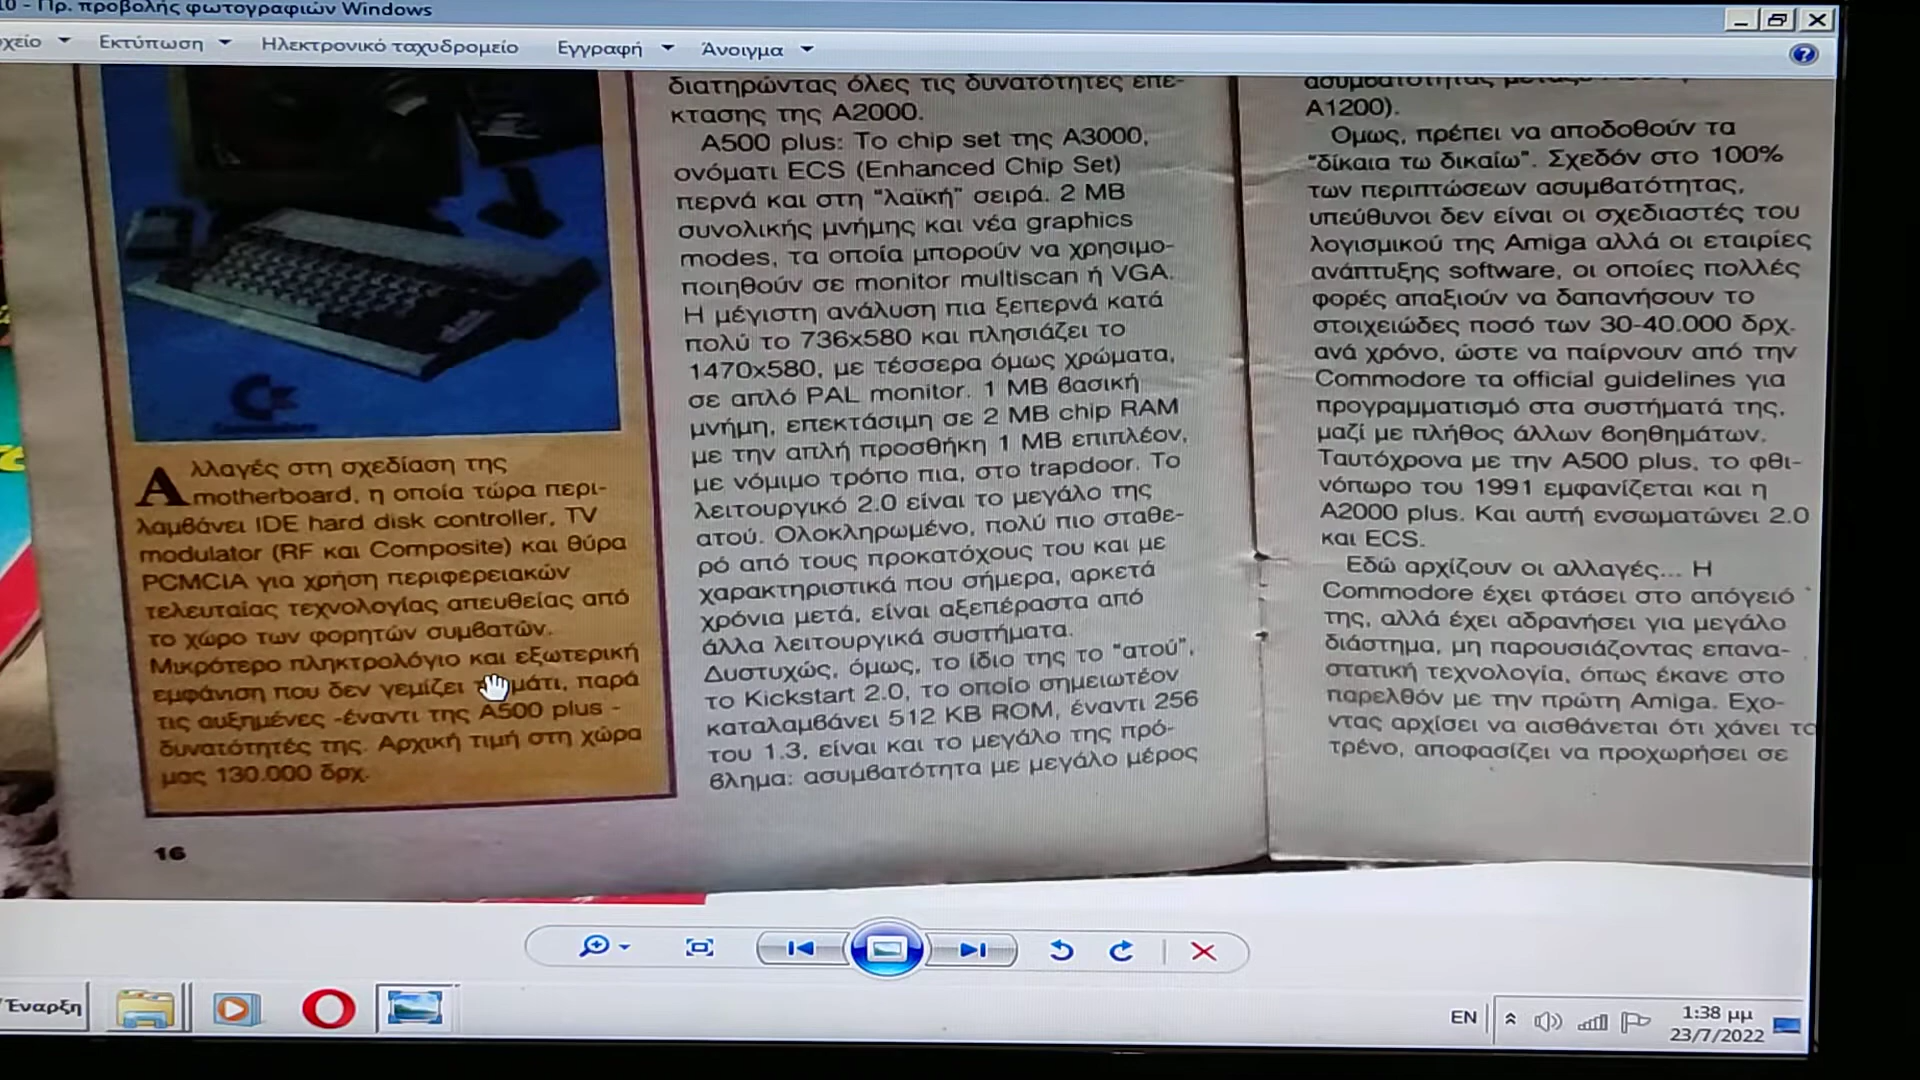 10 - Πρ. προβολής φωτογραφιών Windows
χείο
Εκτύπωση
Ηλεκτρονικό ταχυδρομείο
Εγγραφή
Άνοιγμα
Αλλαγές στη σχεδίαση της
motherboard, η οποία τώρα περι-
λαμβάνει IDE hard disk controller, TV
modulator (RF και Composite) και θύρα
PCMCIA για χρήση περιφερειακών
τελευταίας τεχνολογίας απευθείας από
το χώρο των φορητών συμβατών.
Μικρότερο πληκτρολόγιο και εξωτερική
εμφάνιση που δεν γεμίζει μάτι, παρά
τις αυξημένες -έναντι της A500 plus -
δυνατότητές της. Αρχική τιμή στη χώρα
μας 130.000 δρχ.
16
διατηρώντας όλες τις δυνατότητες επε-
κτασης της A2000.
A500 plus: Το chip set της A3000,
ονόματι ECS (Enhanced Chip Set)
περνά και στη "λαϊκή" σειρά. 2 MB
συνολικής μνήμης και νέα graphics
modes, τα οποία μπορούν να χρησιμο-
ποιηθούν σε monitor multiscan ή VGA.
Η μέγιστη ανάλυση πια ξεπερνά κατά
πολύ το 736x580 και πλησιάζει το
1470x580, με τέσσερα όμως χρώματα,
σε απλό PAL monitor. 1 MB βασική
μνήμη, επεκτάσιμη σε 2 MB chip RAM
με την απλή προσθήκη 1 MB επιπλέον,
με νόμιμο τρόπο πια, στο trapdoor. Το
λειτουργικό 2.0 είναι το μεγάλο της
ατού. Ολοκληρωμένο, πολύ πιο σταθε-
ρό από τους προκατόχους του και με
χαρακτηριστικά που σήμερα, αρκετά
χρόνια μετά, είναι αξεπέραστα από
άλλα λειτουργικά συστήματα.
Δυστυχώς, όμως, το ίδιο της το "ατού",
το Kickstart 2.0, το οποίο σημειωτέον
καταλαμβάνει 512 KB ROM, έναντι 256
του 1.3, είναι και το μεγάλο της πρό-
βλημα: ασυμβατότητα με μεγάλο μέρος
A1200).
Ομως, πρέπει να αποδοθούν τα
"δίκαια τω δικαίω". Σχεδόν στο 100%
των περιπτώσεων ασυμβατότητας,
υπεύθυνοι δεν είναι οι σχεδιαστές του
λογισμικού της Amiga αλλά οι εταιρίες
ανάπτυξης software, οι οποίες πολλές
φορές απαξιούν να δαπανήσουν το
στοιχειώδες ποσό των 30-40.000 δρχ.
ανά χρόνο, ώστε να παίρνουν από την
Commodore τα official guidelines για
προγραμματισμό στα συστήματά της,
μαζί με πλήθος άλλων βοηθημάτων.
Ταυτόχρονα με την A500 plus, το φθι-
νόπωρο του 1991 εμφανίζεται και η
A2000 plus. Και αυτή ενσωματώνει 2.0
και ECS.
Εδώ αρχίζουν οι αλλαγές... Η
Commodore έχει φτάσει στο απόγειό
της, αλλά έχει αδρανήσει για μεγάλο
διάστημα, μη παρουσιάζοντας επανα-
στατική τεχνολογία, όπως έκανε στο
παρελθόν με την πρώτη Amiga. Εχο-
ντας αρχίσει να αισθάνεται ότι χάνει το
τρένο, αποφασίζει να προχωρήσει σε
Έναρξη
EN
1:38 μμ
23/7/2022